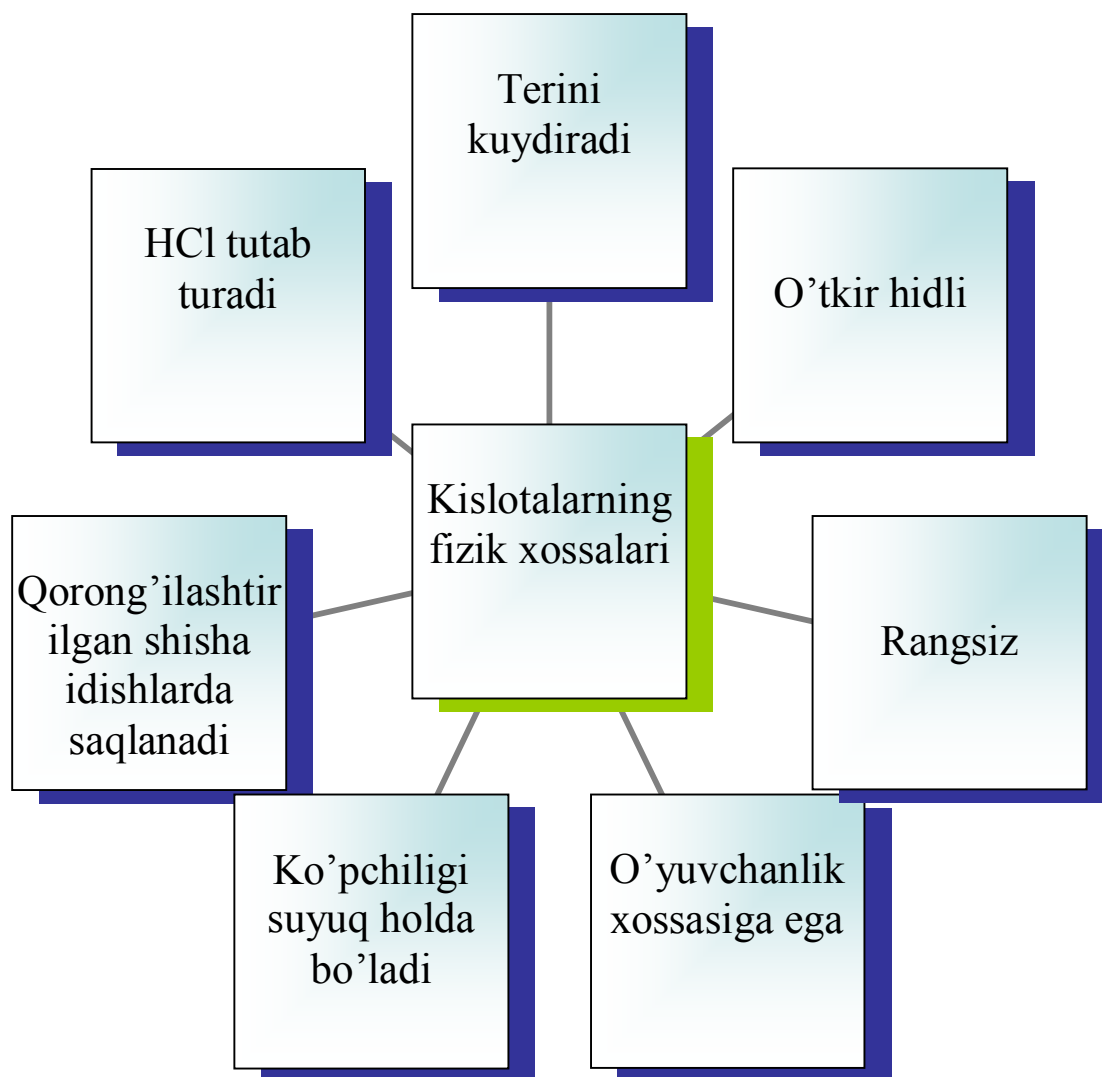 Terini
kuydiradi
HCl tutab
turadi
O’tkir hidli
Kislotalarning
fizik xossalari
Qorong’ilashtir
ilgan shisha
idishlarda
saqlanadi
Rangsiz
Ko’pchiligi
suyuq holda
bo’ladi
O’yuvchanlik
xossasiga ega